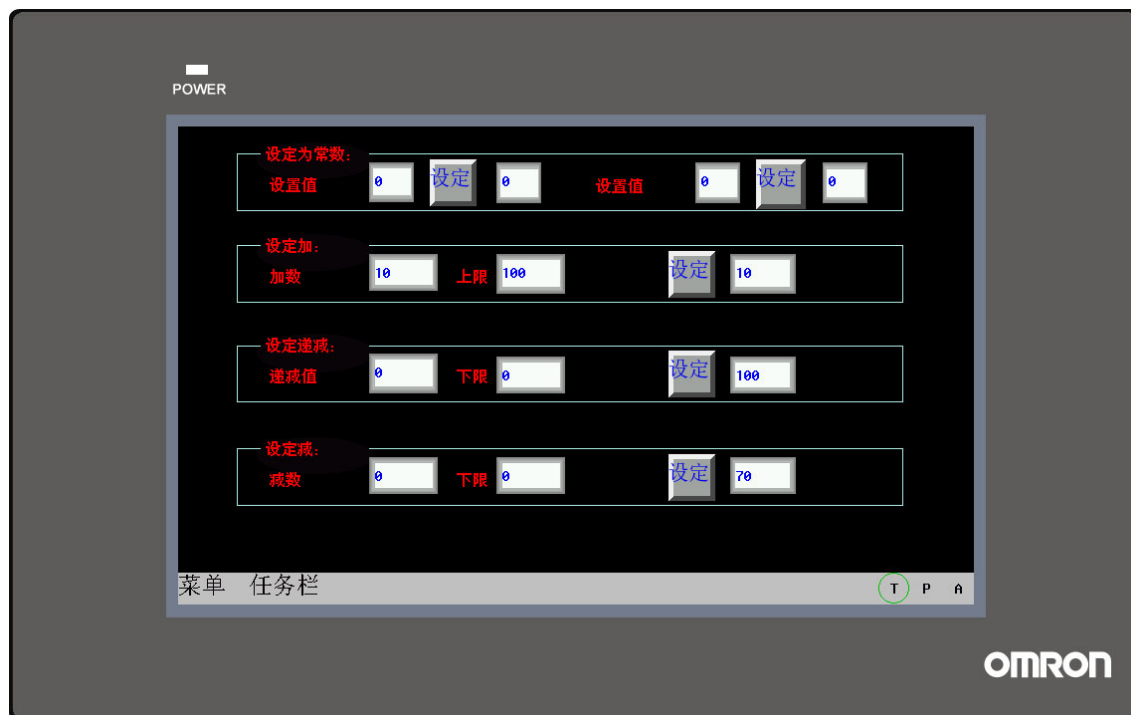 POWER
设定为常数:
设置值 0 设定 0 设置值 0 设定 0
设定加:
加数 10 上限 100 设定 10
设定递减:
递减值 0 下限 0 设定 100
设定减:
减数 0 下限 0 设定 70
菜单 任务栏 T P A
OMRON